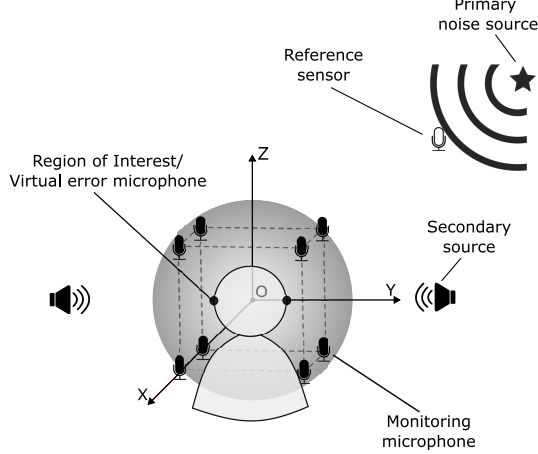 Primary
noise source
Reference
sensor
Region of Interest/
Virtual error microphone
Z
Secondary
source
O
Y
X
Monitoring
microphone